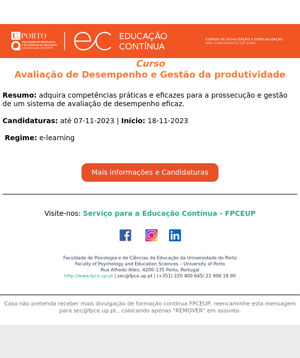 U.PORTO
FACULDADE DE PSICOLOGIA
E DE CIÊNCIAS DA EDUCAÇÃO
UNIVERSIDADE DO PORTO
ec EDUCAÇÃO
CONTÍNUA
CURSOS DE ATUALIZAÇÃO E ESPECIALIZAÇÃO
NÃO CONFERENTES DE GRAU
Curso
Avaliação de Desempenho e Gestão da produtividade
Resumo: adquira competências práticas e eficazes para a prossecução e gestão
de um sistema de avaliação de desempenho eficaz.
Candidaturas: até 07-11-2023 | Início: 18-11-2023
Regime: e-learning
Mais informações e Candidaturas
Visite-nos: Serviço para a Educação Contínua - FPCEUP
Faculdade de Psicologia e de Ciências da Educação da Universidade do Porto
Faculty of Psychology and Education Sciences – University of Porto
Rua Alfredo Allen, 4200–135 Porto, Portugal
http://www.fpce.up.pt | sec@fpce.up.pt | (+351) 220 400 645/ 22 606 18 90
Caso não pretenda receber mais divulgação de formação contínua FPCEUP, reencaminhe esta mensagem
para sec@fpce.up.pt , colocando apenas "REMOVER" em assunto.